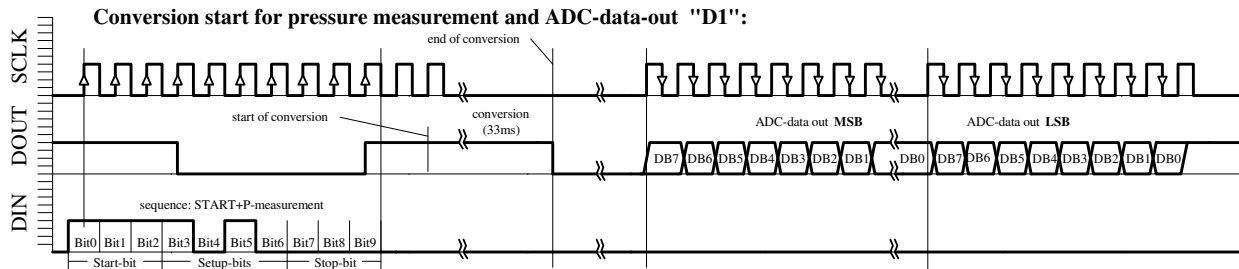 Conversion start for pressure measurement and ADC-data-out "D1":
end of conversion
SCLK
start of conversion
conversion
(33ms)
ADC-data out MSB
ADC-data out LSB
DOUT
DB7 DB6 DB5 DB4 DB3 DB2 DB1 DB0 DB7 DB6 DB5 DB4 DB3 DB2 DB1 DB0
DIN
sequence: START+P-measurement
Bit0 Bit1 Bit2 Bit3 Bit4 Bit5 Bit6 Bit7 Bit8 Bit9
Start-bit Setup-bits Stop-bit